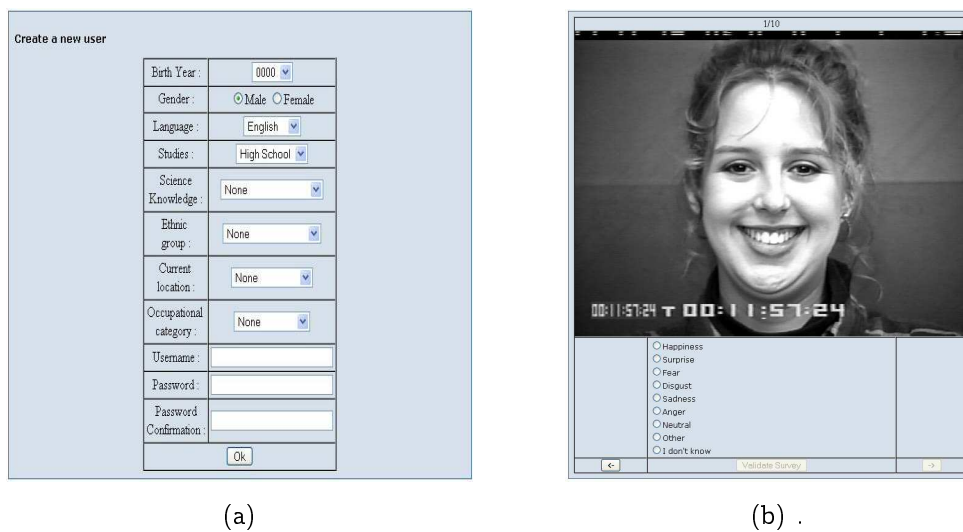 Create a new user
Birth Year : 0000
Gender : Male Female
Language : English
Studies : High School
Science
Knowledge : None
Ethnic
group : None
Current
location : None
Occupational
category : None
Username :
Password :
Password
Confirmation :
Ok
(a)
1/10
00:11:57:24 T 00:11:57:24
Happiness
Surprise
Fear
Disgust
Sadness
Anger
Neutral
Other
I don't know
<- Validate Survey ->
(b) .